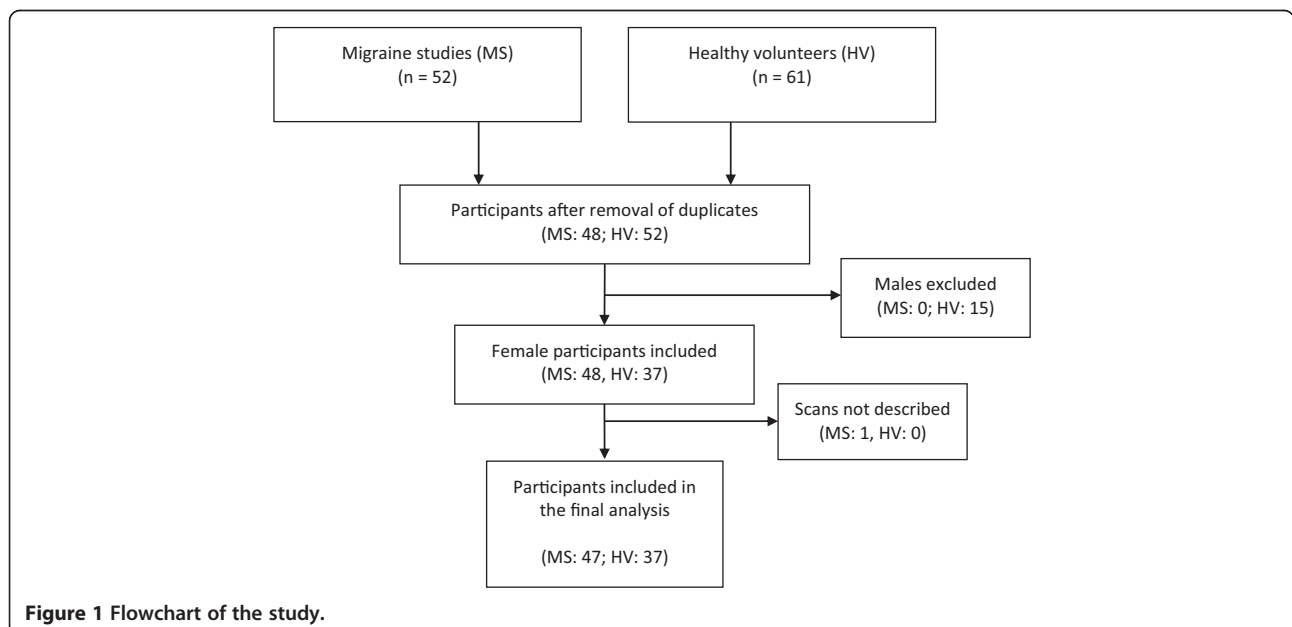 Migraine studies (MS)
(n = 52)
Healthy volunteers (HV)
(n = 61)
Participants after removal of duplicates
(MS: 48; HV: 52)
Males excluded
(MS: 0; HV: 15)
Female participants included
(MS: 48, HV: 37)
Scans not described
(MS: 1, HV: 0)
Participants included in
the final analysis
(MS: 47; HV: 37)
Figure 1 Flowchart of the study.